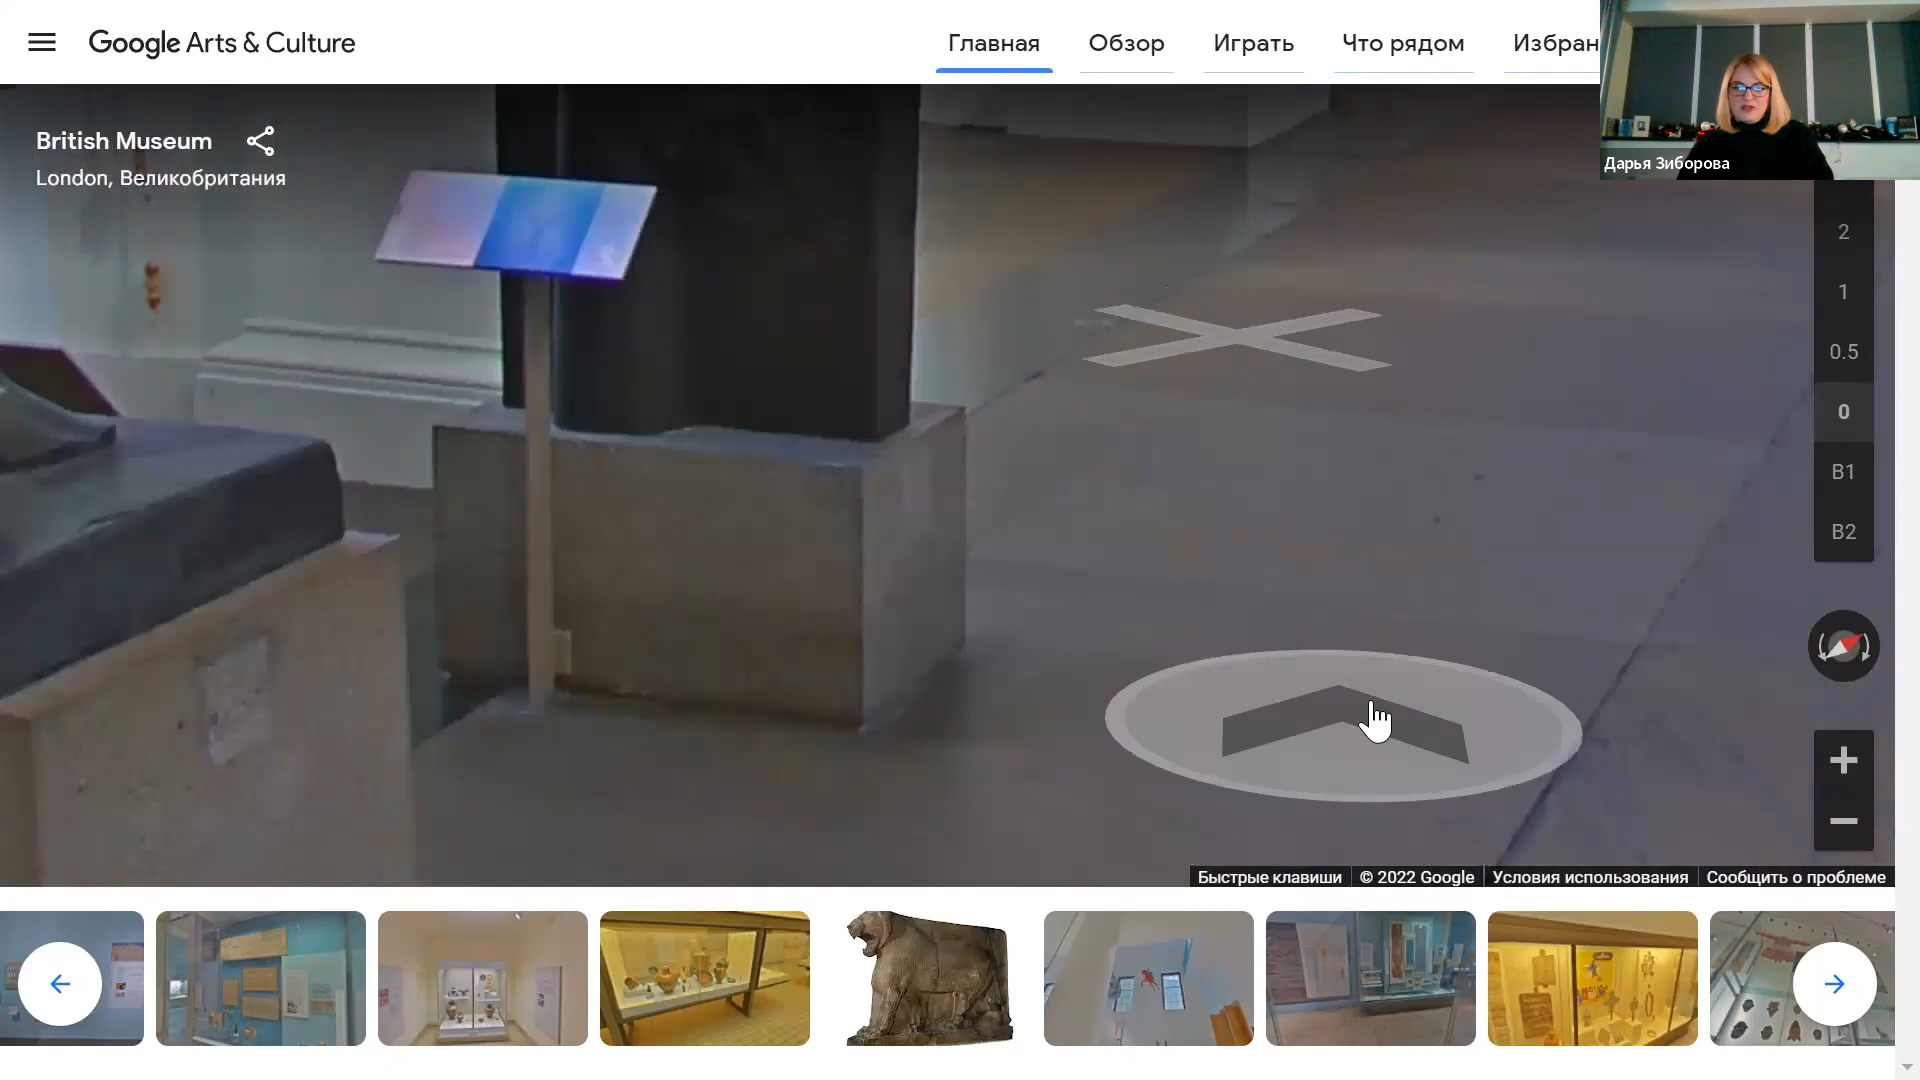 Google Arts & Culture
Главная
Обзор
Играть
Что рядом
Избран
Дарья Зиборова
British Museum
London, Великобритания
2
1
0.5
0
B1
B2
Быстрые клавиши
© 2022 Google
Условия использования
Сообщить о проблеме